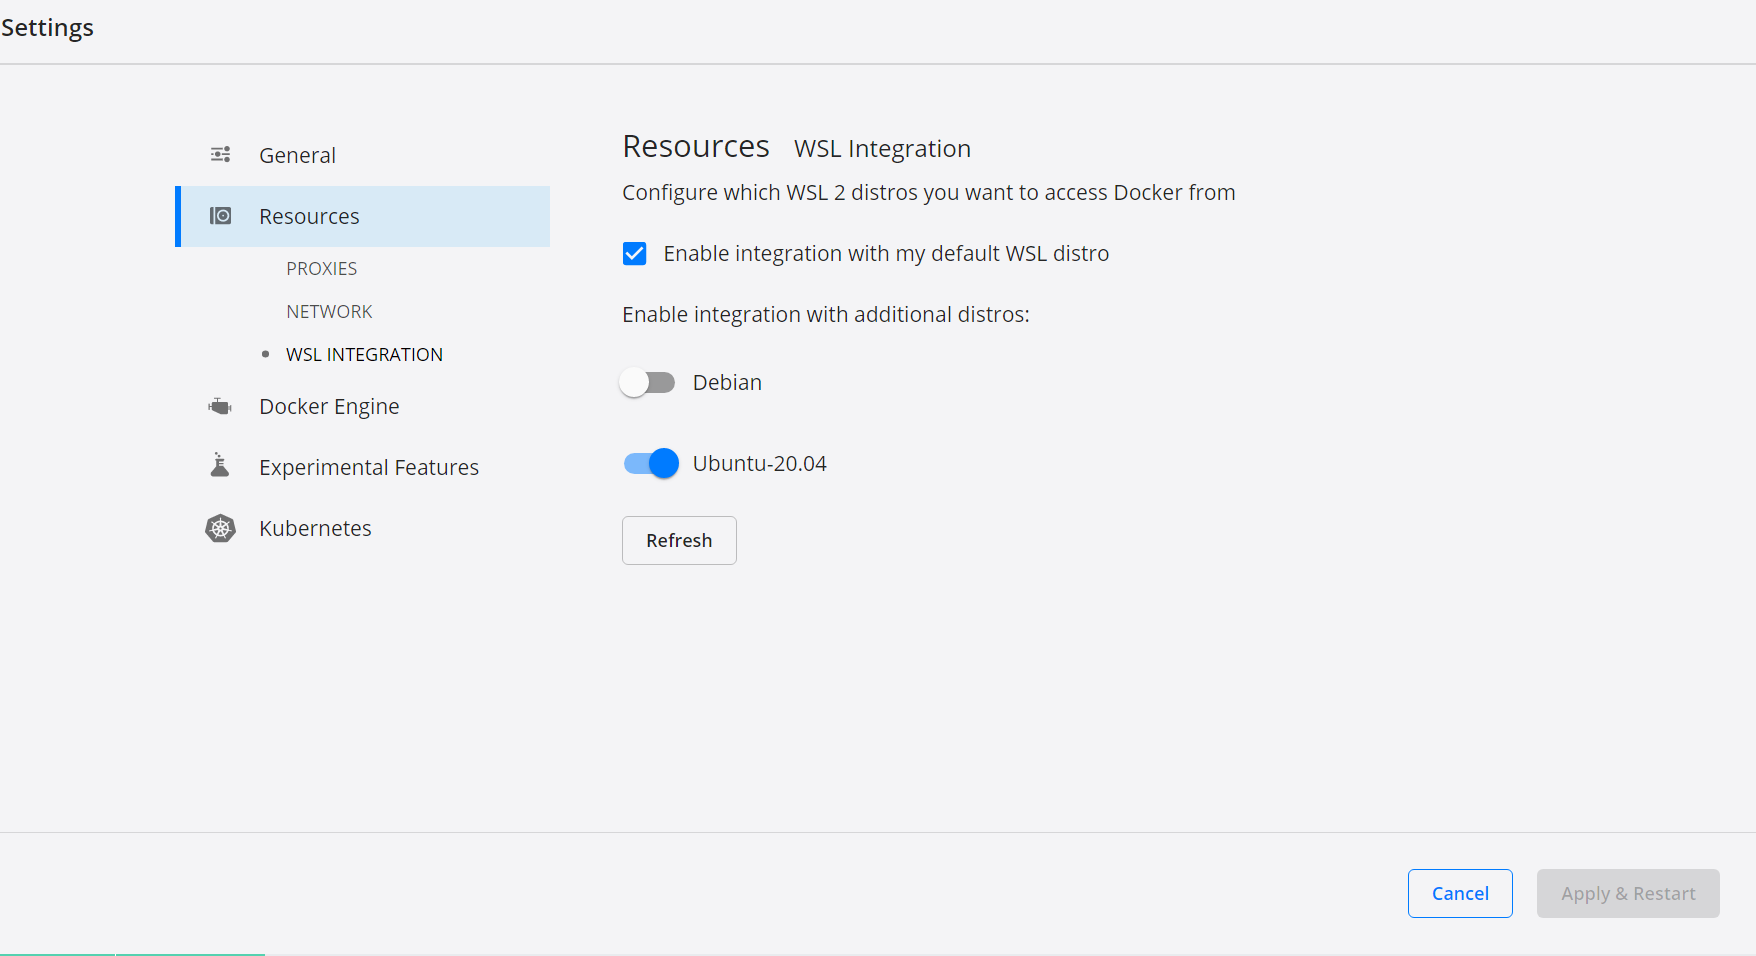 Settings
General
Resources
PROXIES
NETWORK
WSL INTEGRATION
Docker Engine
Experimental Features
Kubernetes
Resources WSL Integration
Configure which WSL 2 distros you want to access Docker from
Enable integration with my default WSL distro
Enable integration with additional distros:
Debian
Ubuntu-20.04
Refresh
Cancel
Apply & Restart